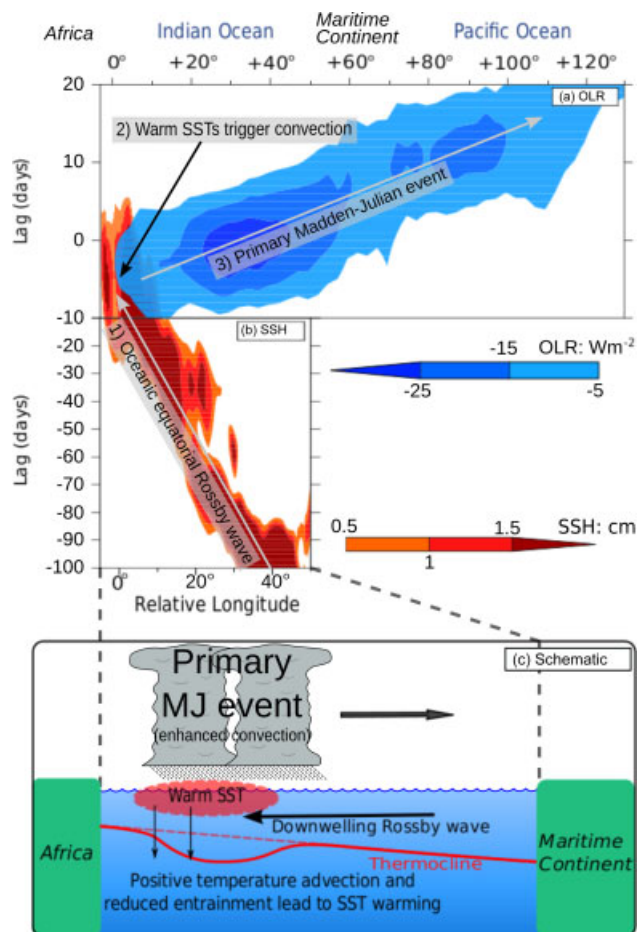 Africa Indian Ocean Maritime Continent Pacific Ocean
0° +20° +40° +60° +80° +100° +120°
(a) OLR
20
10
0
-10
Lag (days)
2) Warm SSTs trigger convection
3) Primary Madden-Julian event
(b) SSH
-20
-30
-40
-50
-60
-70
-80
-90
-100
Lag (days)
1) Oceanic equatorial Rossby wave
0° 20° 40°
Relative Longitude
-15 OLR: Wm-2
-25 -5
0.5 1.5 SSH: cm
1
(c) Schematic
Primary
MJ event
(enhanced convection)
Warm SST
Downwelling Rossby wave
Africa
Thermocline
Maritime
Continent
Positive temperature advection and
reduced entrainment lead to SST warming